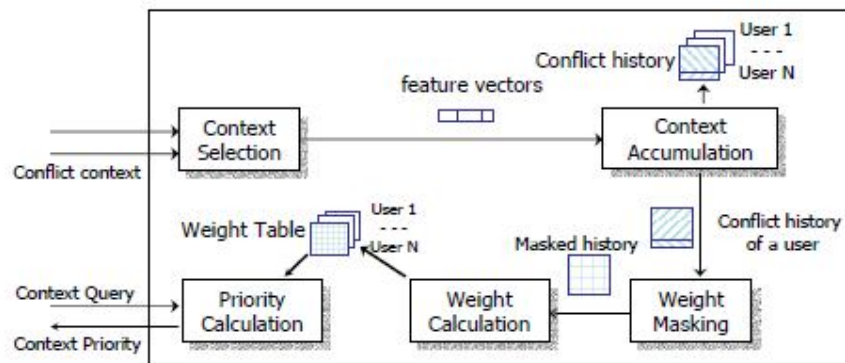 User 1
- - -
User N
Conflict history
feature vectors
Context
Selection
Context
Accumulation
Conflict context
Weight Table
User 1
- - -
User N
Masked history
Conflict history
of a user
Context Query
Priority
Calculation
Weight
Calculation
Weight
Masking
Context Priority